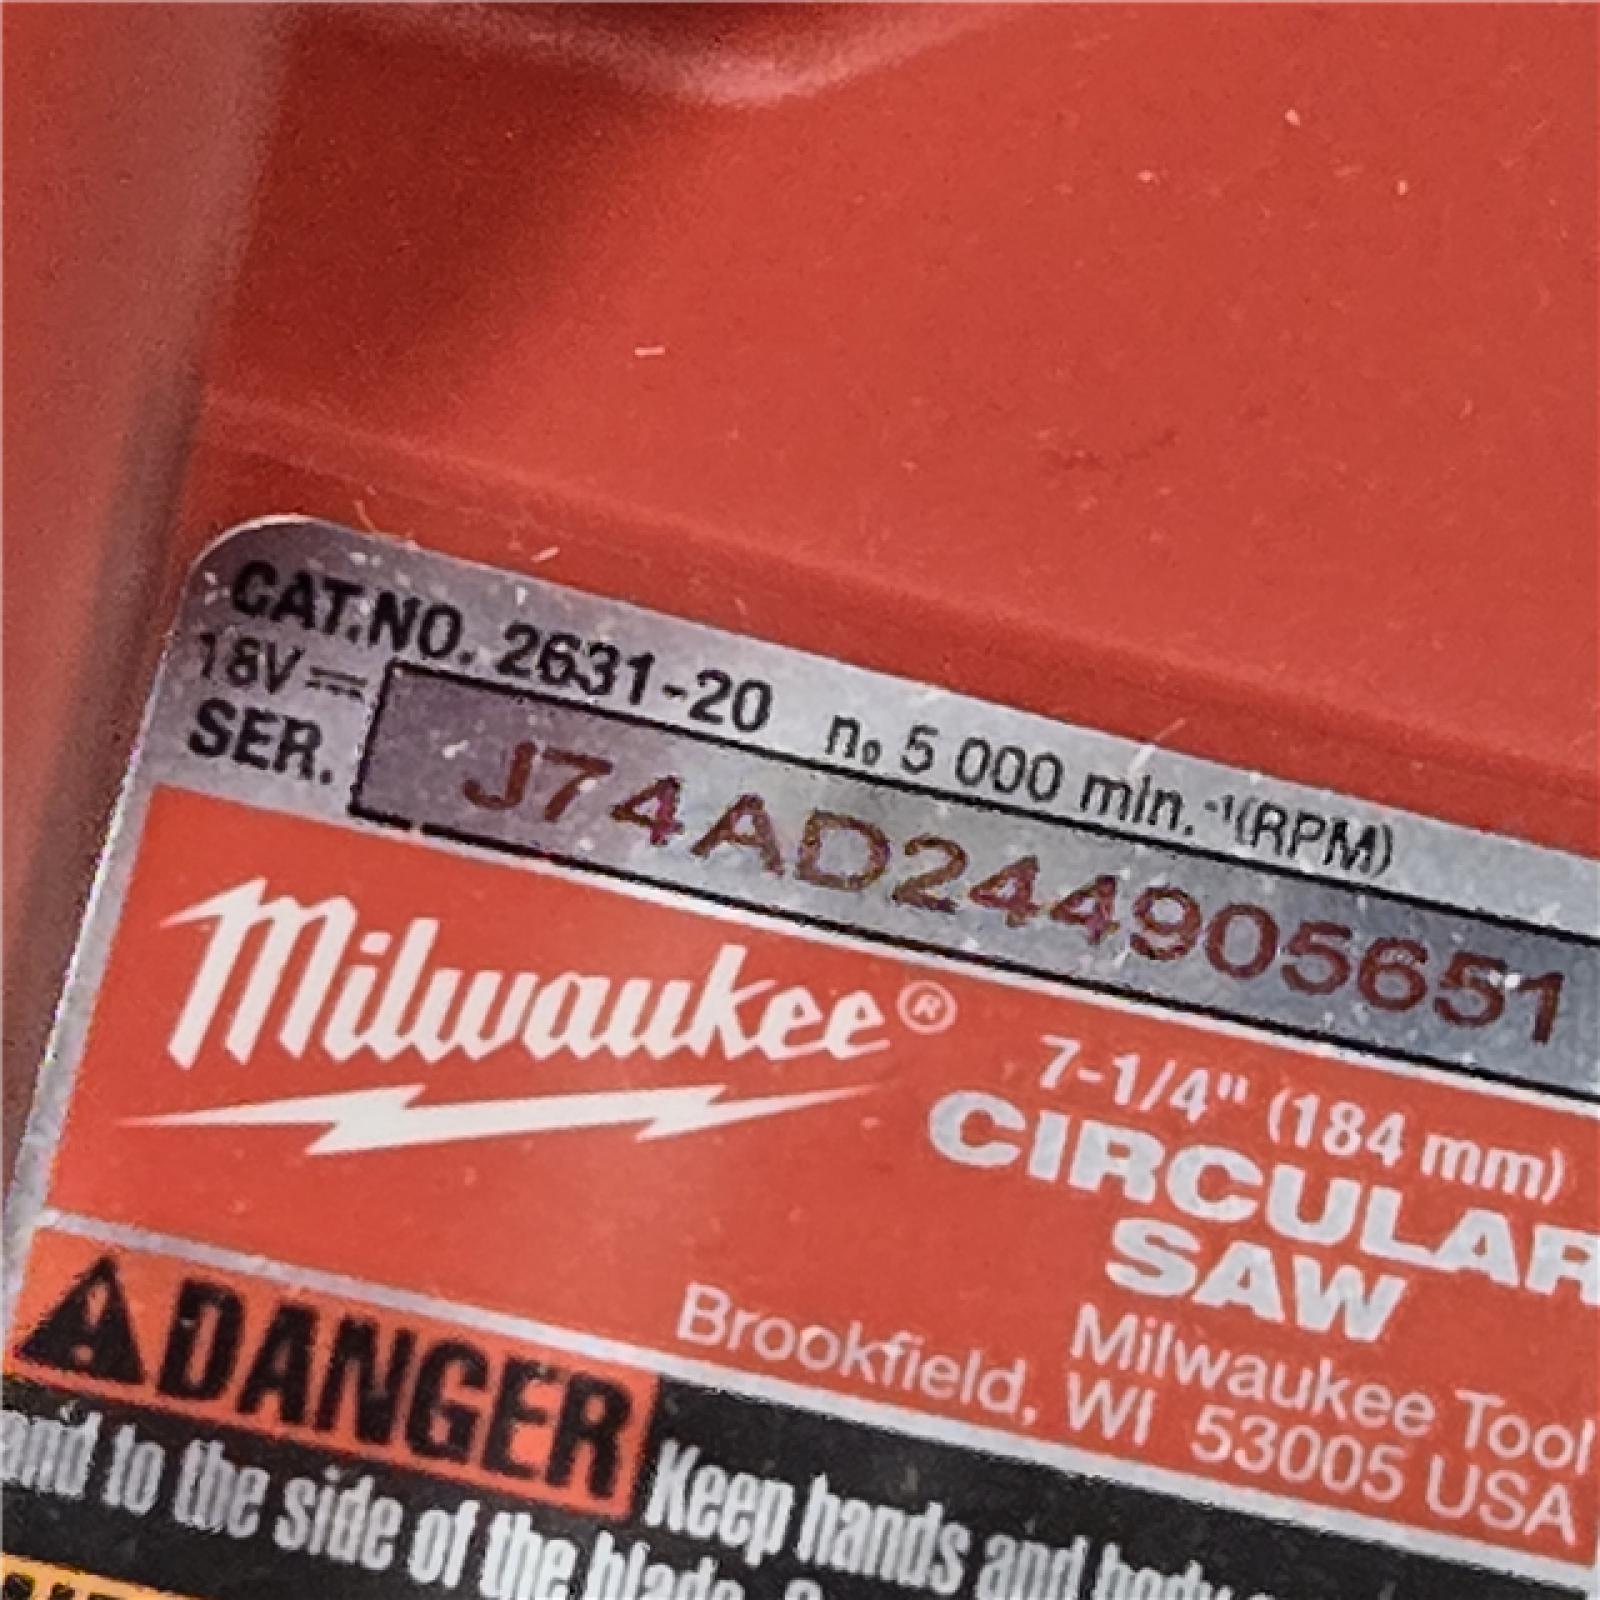 CAT.NO. 2631-20 n₀ 5 000 min.⁻¹(RPM)
18V⎓
SER. J74AD244905651
Milwaukee®
7-1/4" (184 mm)
CIRCULAR
SAW
Milwaukee Tool
Brookfield, WI 53005 USA
DANGER Keep hands and body
and to the side of the blade.